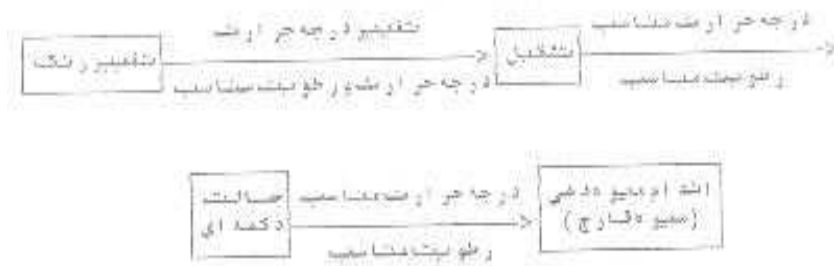 تغییر رنگ
تغییر درجه حرارت
درجه حرارت و رطوبت مناسب
تشکیل
درجه حرارت مناسب
رطوبت مناسب
حالت
دکمه ای
درجه حرارت مناسب
رطوبت مناسب
اندام میوه دهی
(میوه قارچ)